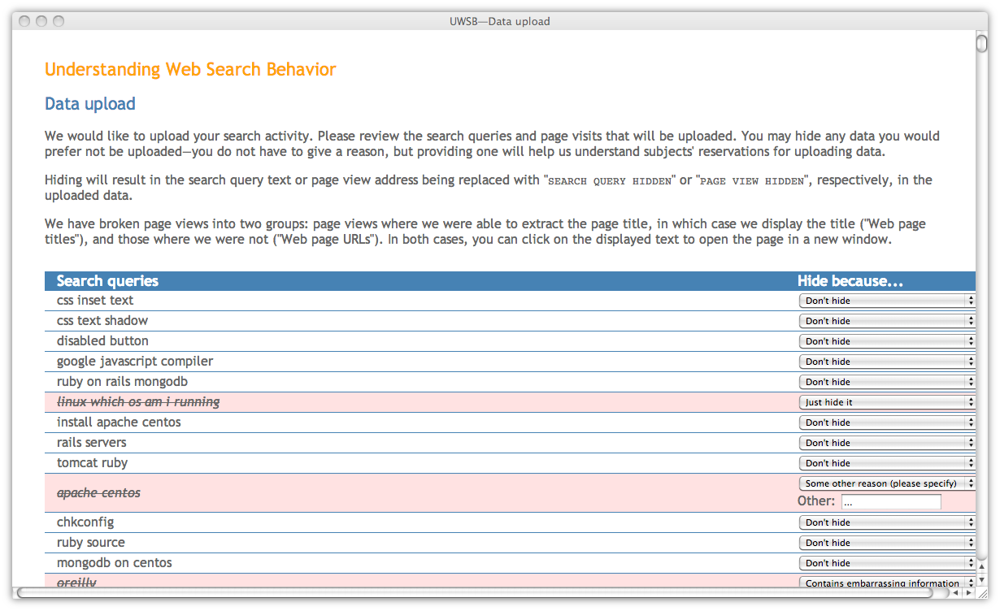 UWSB—Data upload
Understanding Web Search Behavior
Data upload
We would like to upload your search activity. Please review the search queries and page visits that will be uploaded. You may hide any data you would
prefer not be uploaded—you do not have to give a reason, but providing one will help us understand subjects' reservations for uploading data.
Hiding will result in the search query text or page view address being replaced with "SEARCH QUERY HIDDEN" or "PAGE VIEW HIDDEN", respectively, in the
uploaded data.
We have broken page views into two groups: page views where we were able to extract the page title, in which case we display the title ("Web page
titles"), and those where we were not ("Web page URLs"). In both cases, you can click on the displayed text to open the page in a new window.
Search queries Hide because...
css inset text Don't hide
css text shadow Don't hide
disabled button Don't hide
google javascript compiler Don't hide
ruby on rails mongodb Don't hide
linux which os am i running Just hide it
install apache centos Don't hide
rails servers Don't hide
tomcat ruby Don't hide
apache centos Some other reason (please specify)
Other: ...
chkconfig Don't hide
ruby source Don't hide
mongodb on centos Don't hide
oreilly Contains embarrassing information